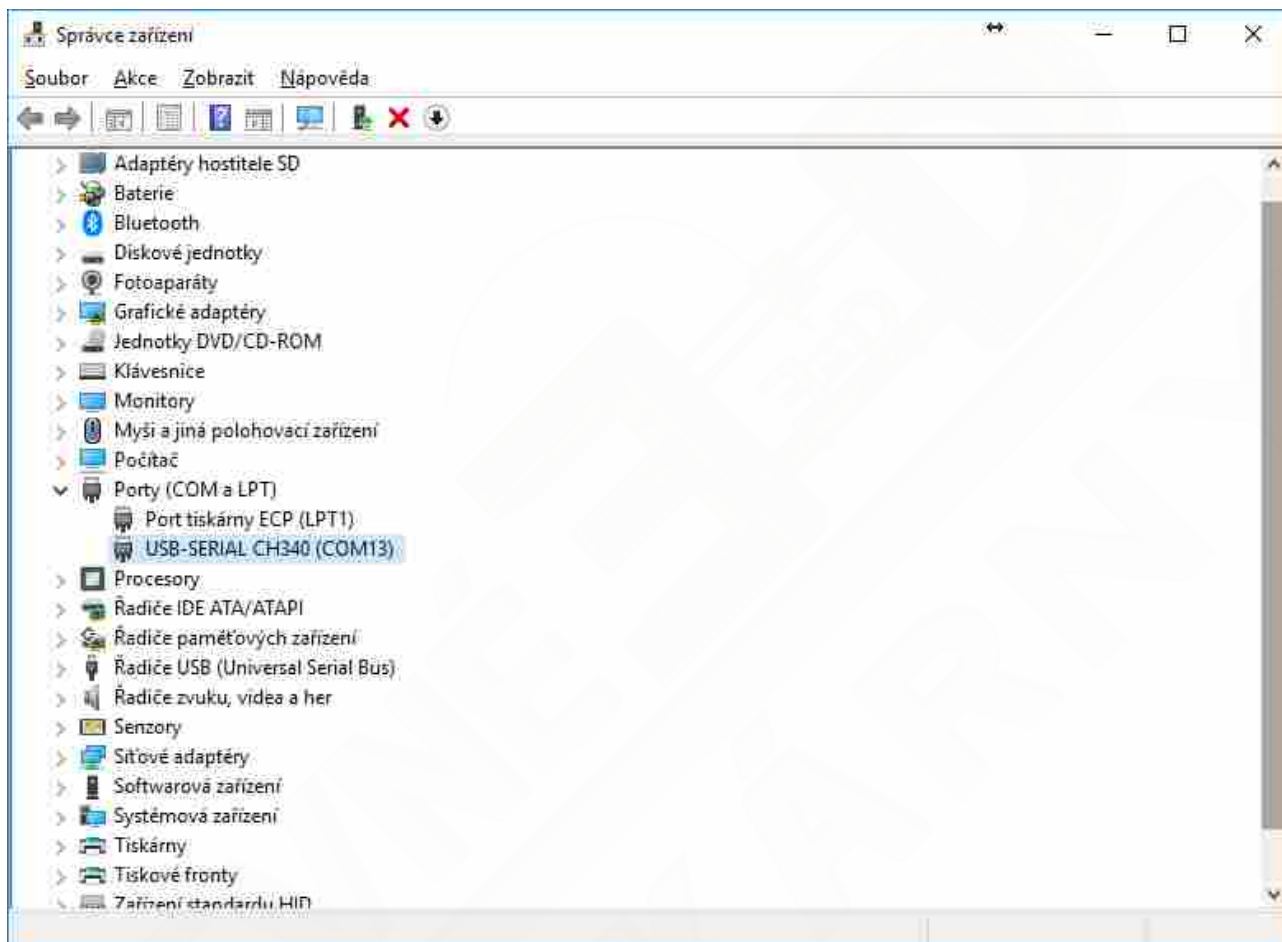 Správce zařízení
Soubor Akce Zobrazit Nápověda
Adaptéry hostitele SD
Baterie
Bluetooth
Diskové jednotky
Fotoaparáty
Grafické adaptéry
Jednotky DVD/CD-ROM
Klávesnice
Monitory
Myši a jiná polohovací zařízení
Počítač
Porty (COM a LPT)
Port tiskárny ECP (LPT1)
USB-SERIAL CH340 (COM13)
Procesory
Řadiče IDE ATA/ATAPI
Řadiče paměťových zařízení
Řadiče USB (Universal Serial Bus)
Řadiče zvuku, videa a her
Senzory
Síťové adaptéry
Softwarová zařízení
Systémová zařízení
Tiskárny
Tiskové fronty
Zařízení standardu HID